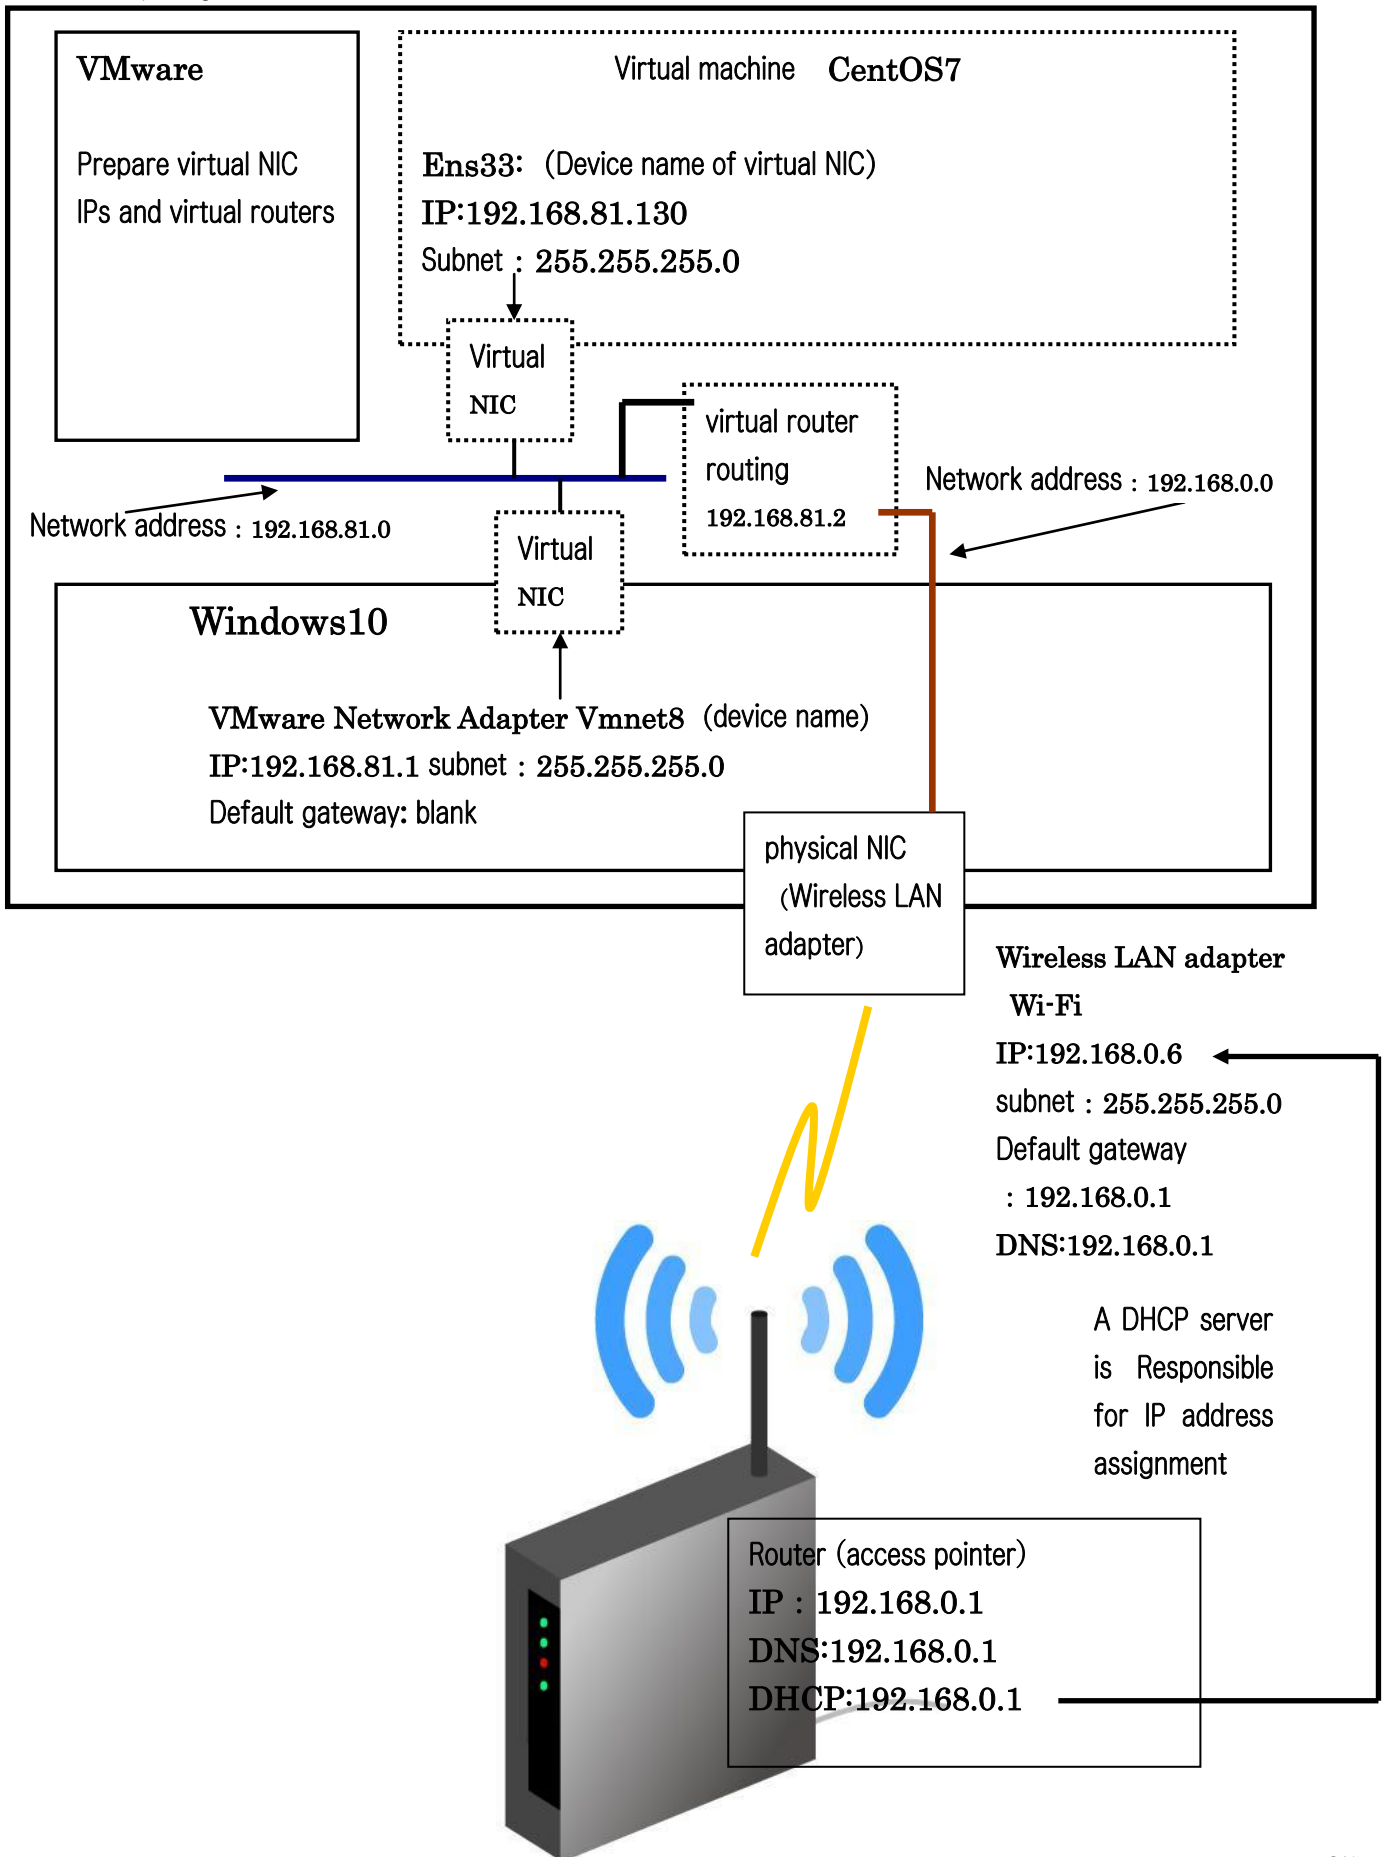 VMware
Prepare virtual NIC
IPs and virtual routers
Virtual machine CentOS7
Ens33: (Device name of virtual NIC)
IP:192.168.81.130
Subnet : 255.255.255.0
Virtual
NIC
virtual router
routing
192.168.81.2
Network address : 192.168.0.0
Network address : 192.168.81.0
Virtual
NIC
Windows10
VMware Network Adapter Vmnet8 (device name)
IP:192.168.81.1 subnet : 255.255.255.0
Default gateway: blank
physical NIC
(Wireless LAN
adapter)
Wireless LAN adapter
Wi-Fi
IP:192.168.0.6
subnet : 255.255.255.0
Default gateway
: 192.168.0.1
DNS:192.168.0.1
A DHCP server
is Responsible
for IP address
assignment
Router (access pointer)
IP : 192.168.0.1
DNS:192.168.0.1
DHCP:192.168.0.1